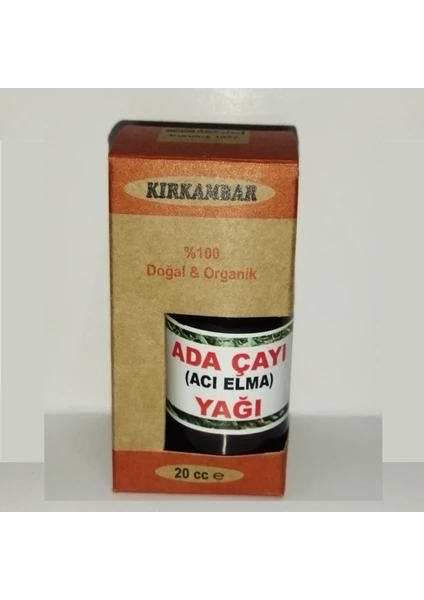 KIRKAMBAR
%100
Doğal & Organik
ADA ÇAYI
(ACI ELMA)
YAĞI
20 cc ℮